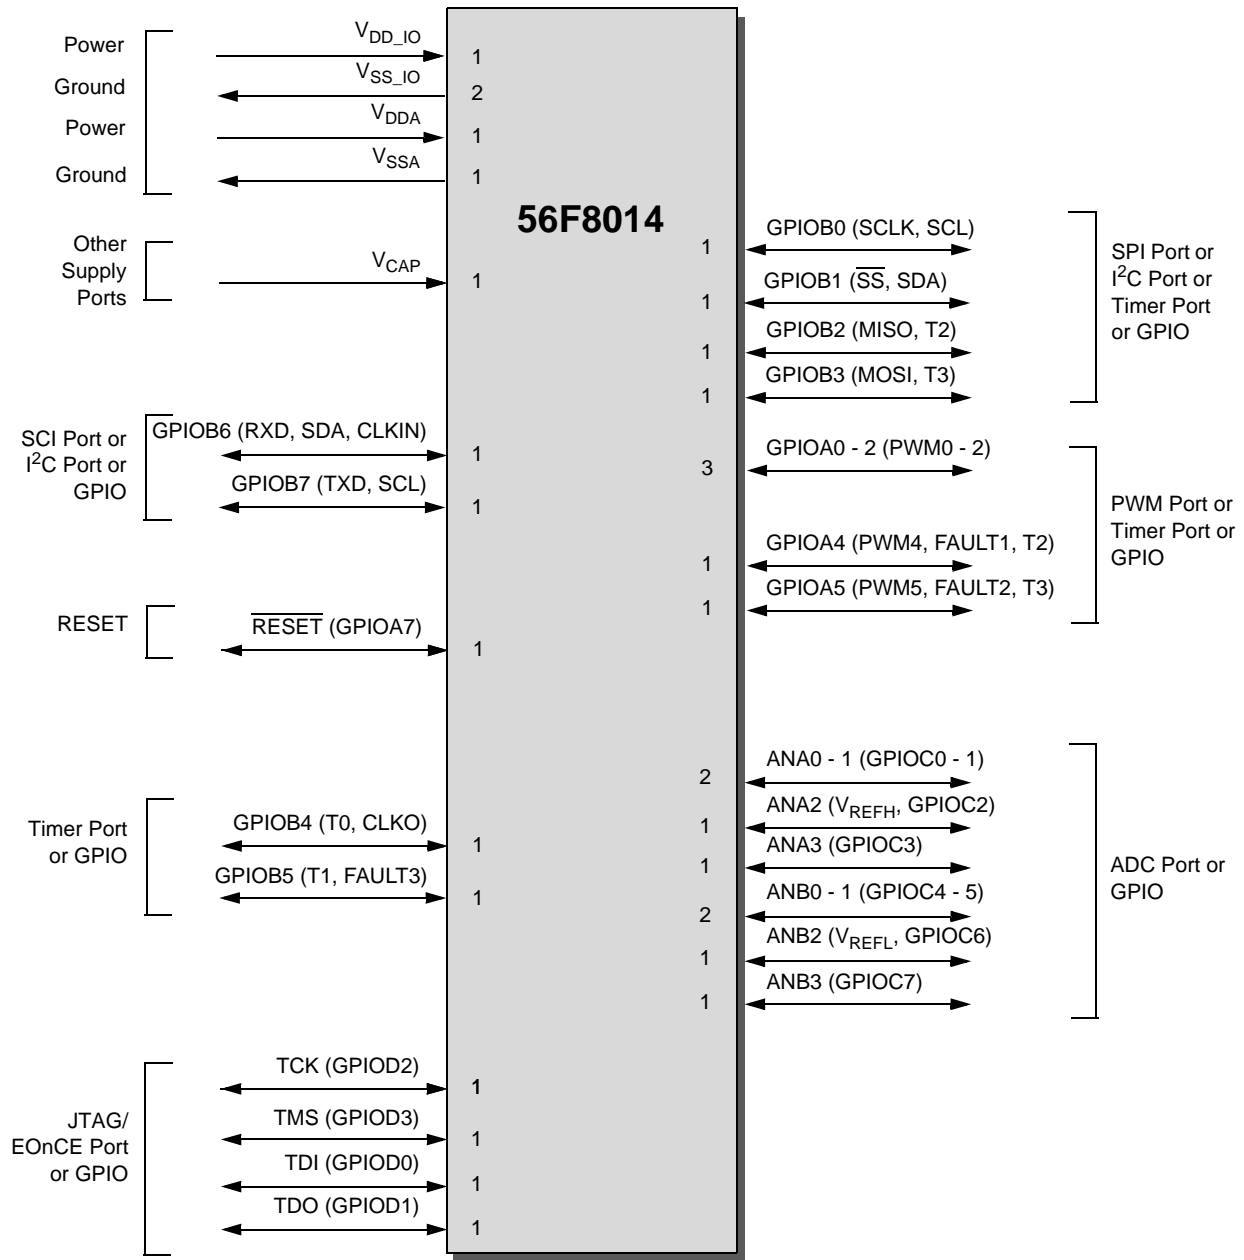 Power
V_DD_IO
1
Ground
V_SS_IO
2
Power
V_DDA
1
Ground
V_SSA
1
56F8014
Other
Supply
Ports
V_CAP
1
SCI Port or
I²C Port or
GPIO
GPIOB6 (RXD, SDA, CLKIN)
1
GPIOB7 (TXD, SCL)
1
RESET
R̅E̅S̅E̅T̅ (GPIOA7)
1
Timer Port
or GPIO
GPIOB4 (T0, CLKO)
1
GPIOB5 (T1, FAULT3)
1
JTAG/
EOnCE Port
or GPIO
TCK (GPIOD2)
1
TMS (GPIOD3)
1
TDI (GPIOD0)
1
TDO (GPIOD1)
1
1
GPIOB0 (SCLK, SCL)
1
GPIOB1 (S̅S̅, SDA)
1
GPIOB2 (MISO, T2)
1
GPIOB3 (MOSI, T3)
SPI Port or
I²C Port or
Timer Port
or GPIO
3
GPIOA0 - 2 (PWM0 - 2)
1
GPIOA4 (PWM4, FAULT1, T2)
1
GPIOA5 (PWM5, FAULT2, T3)
PWM Port or
Timer Port or
GPIO
2
ANA0 - 1 (GPIOC0 - 1)
1
ANA2 (V_REFH, GPIOC2)
1
ANA3 (GPIOC3)
2
ANB0 - 1 (GPIOC4 - 5)
1
ANB2 (V_REFL, GPIOC6)
1
ANB3 (GPIOC7)
ADC Port or
GPIO